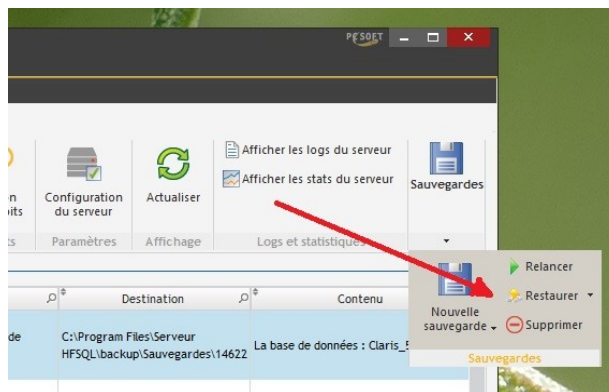 PCSOFT
Afficher les logs du serveur
Afficher les stats du serveur
Configuration
du serveur
Actualiser
Sauvegardes
Paramètres
Affichage
Logs et statistiques
Relancer
Restaurer
Supprimer
Nouvelle
sauvegarde
Sauvegardes
Destination
Contenu
de
C:\Program Files\Serveur
HFSQL\backup\Sauvegardes\14622
La base de données : Claris_